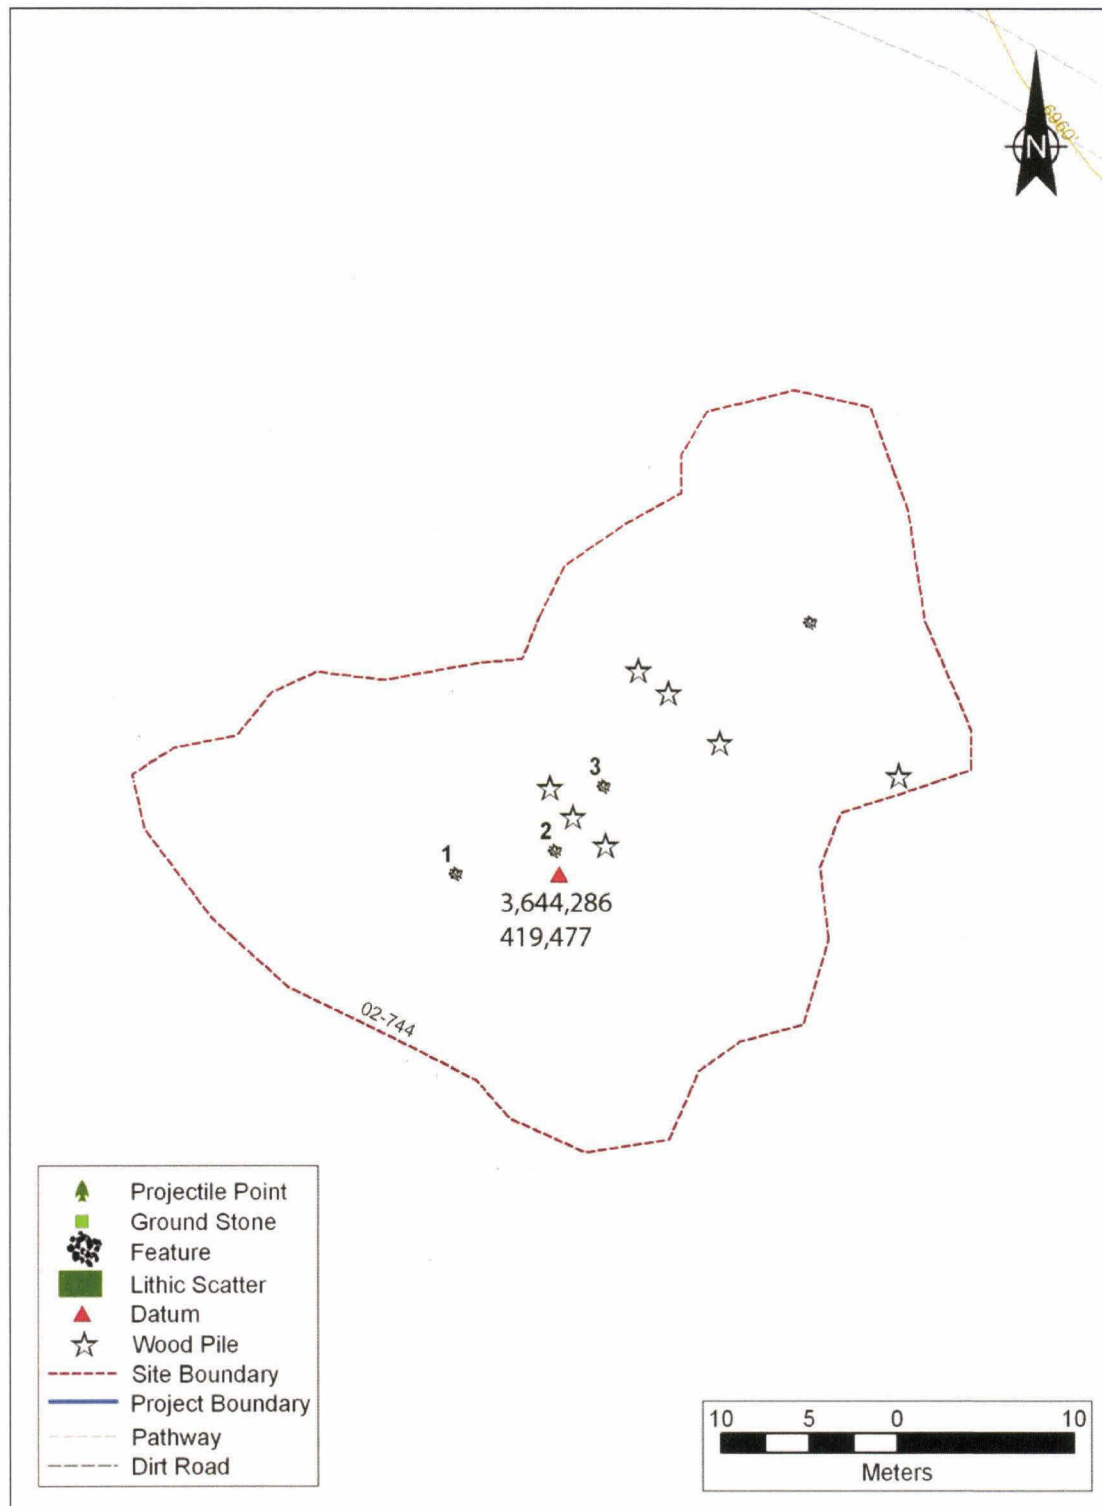 6960'
N
3
2
1
3,644,286
419,477
02-744
Projectile Point
Ground Stone
Feature
Lithic Scatter
Datum
Wood Pile
Site Boundary
Project Boundary
Pathway
Dirt Road
10 5 0 10
Meters